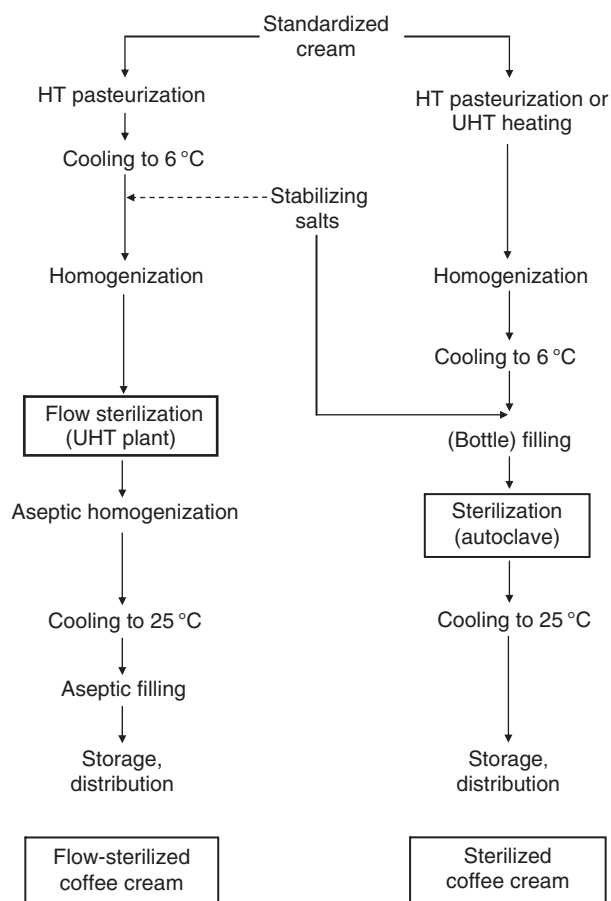 Standardized
cream
HT pasteurization
Cooling to 6 °C
Stabilizing
salts
Homogenization
Flow sterilization
(UHT plant)
Aseptic homogenization
Cooling to 25 °C
Aseptic filling
Storage,
distribution
Flow-sterilized
coffee cream
HT pasteurization or
UHT heating
Homogenization
Cooling to 6 °C
(Bottle) filling
Sterilization
(autoclave)
Cooling to 25 °C
Storage,
distribution
Sterilized
coffee cream